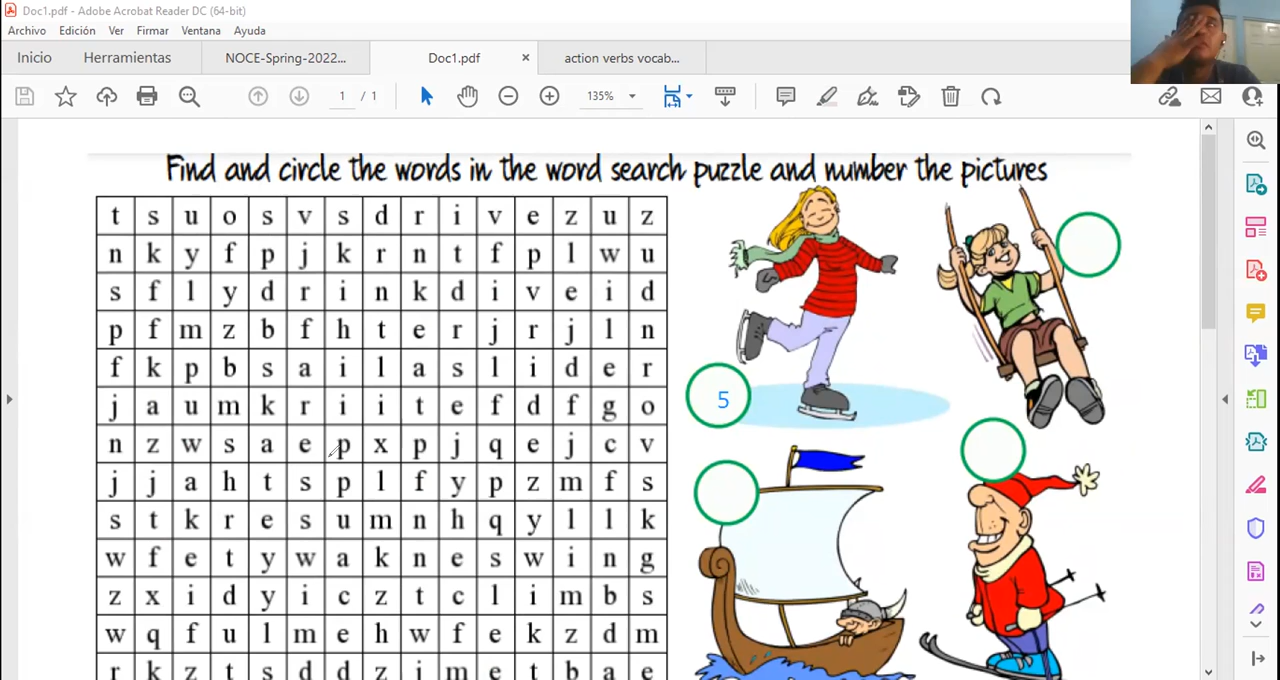 Doc1.pdf - Adobe Acrobat Reader DC (64-bit)
Archivo Edición Ver Firmar Ventana Ayuda
Inicio Herramientas NOCE-Spring-2022... Doc1.pdf × action verbs vocab...
1 / 1 135%
Find and circle the words in the word search puzzle and number the pictures
t s u o s v s d r i v e z u z
n k y f p j k r n t f p l w u
s f l y d r i n k d i v e i d
p f m z b f h t e r j r j l n
f k p b s a i l a s l i d e r
j a u m k r i i t e f d f g o
n z w s a e p x p j q e j c v
j j a h t s p l f y p z m f s
s t k r e s u m n h q y l l k
w f e t y w a k n e s w i n g
z x i d y i c z t c l i m b s
w q f u l m e h w f e k z d m
r k z t s d d z i m e t b a e
5